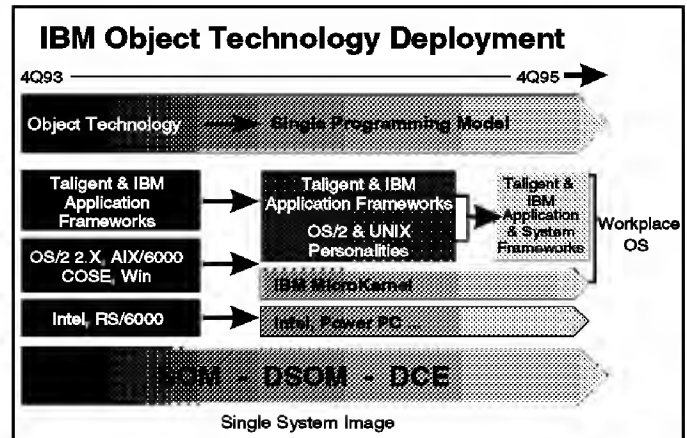 IBM Object Technology Deployment
4Q93
4Q95
Object Technology
Single Programming Model
Taligent & IBM
Application
Frameworks
Taligent & IBM
Application Frameworks
OS/2 & UNIX
Personalities
Taligent &
IBM
Application
& System
Frameworks
Workplace
OS
OS/2 2.X, AIX/6000
COSE, Win
IBM MicroKernel
Intel, RS/6000
Intel, Power PC ...
SOM - DSOM - DCE
Single System Image